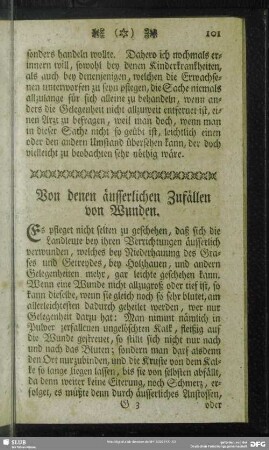 (✡) 101
sonders handeln wollte. Dahero ich nochmals er-
innern will, sowohl bey denen Kinderkrankheiten,
als auch bey denenjenigen, welchen die Erwachse-
nen unterworfen zu seyn pflegen, die Sache niemals
allzulange für sich alleine zu behandeln, wenn an-
ders die Gelegenheit nicht allzuweit entfernet ist, ei-
nen Arzt zu befragen, weil man doch, wenn man
in dieser Sache nicht so geübt ist, leichtlich einen
oder den andern Umstand übersehen kann, der doch
vielleicht zu beobachten sehr nöthig wäre.
Von denen äusserlichen Zufällen
von Wunden.
Es pfleget nicht selten zu geschehen, daß sich die
Landleute bey ihren Verrichtungen äusserlich
verwunden, welches bey Niederhauung des Gra-
ses und Getreydes, bey Holzhauen, und andern
Gelegenheiten mehr, gar leichte geschehen kann.
Wenn eine Wunde nicht allzugroß oder tief ist, so
kann dieselbe, wenn sie gleich noch so sehr blutet, am
allerleichtesten dadurch geheilet werden, wer nur
Gelegenheit darzu hat: Man nimmt nämlich in
Pulver zerfallenen ungelöschten Kalk, fleißig auf
die Wunde gestreuet, so stillt sich nicht nur nach
und nach das Bluten; sondern man darf alsdenn
den Ort nur zubinden, und die Kruste von dem Kal-
ke so lange liegen lassen, bis sie von selbsten abfällt,
da denn weiter keine Eiterung, noch Schmerz, er-
folget, es müßte denn durch äusserliches Anstossen,
G 3 oder
SLUB
DFG